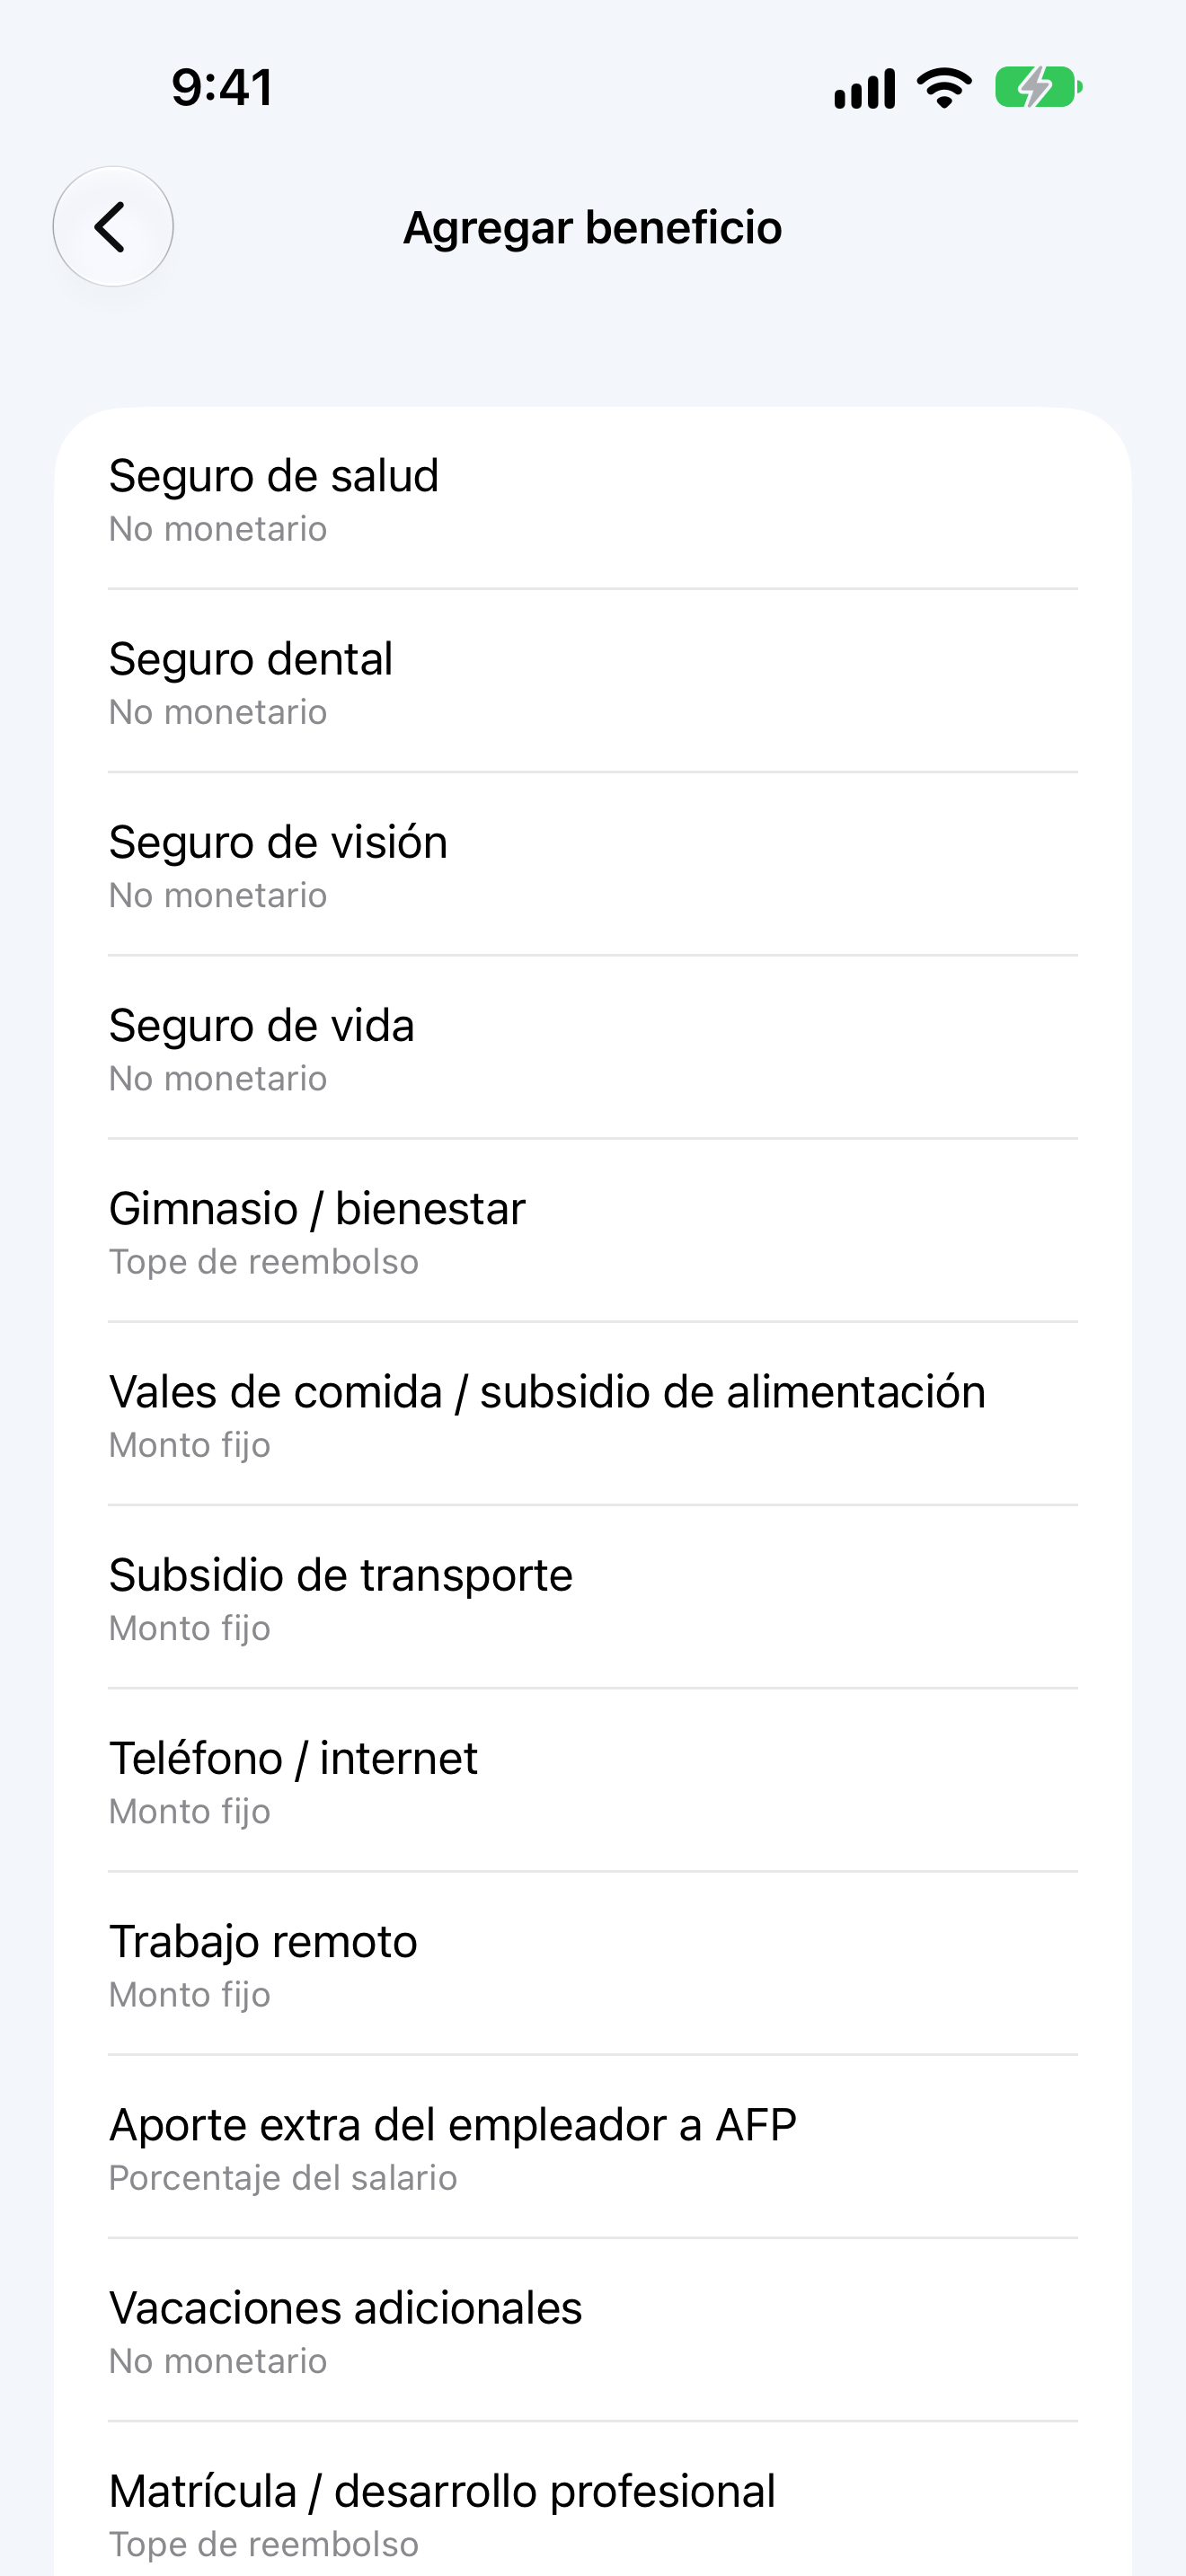 9:41
Agregar beneficio
Seguro de salud
No monetario
Seguro dental
No monetario
Seguro de visión
No monetario
Seguro de vida
No monetario
Gimnasio / bienestar
Tope de reembolso
Vales de comida / subsidio de alimentación
Monto fijo
Subsidio de transporte
Monto fijo
Teléfono / internet
Monto fijo
Trabajo remoto
Monto fijo
Aporte extra del empleador a AFP
Porcentaje del salario
Vacaciones adicionales
No monetario
Matrícula / desarrollo profesional
Tope de reembolso